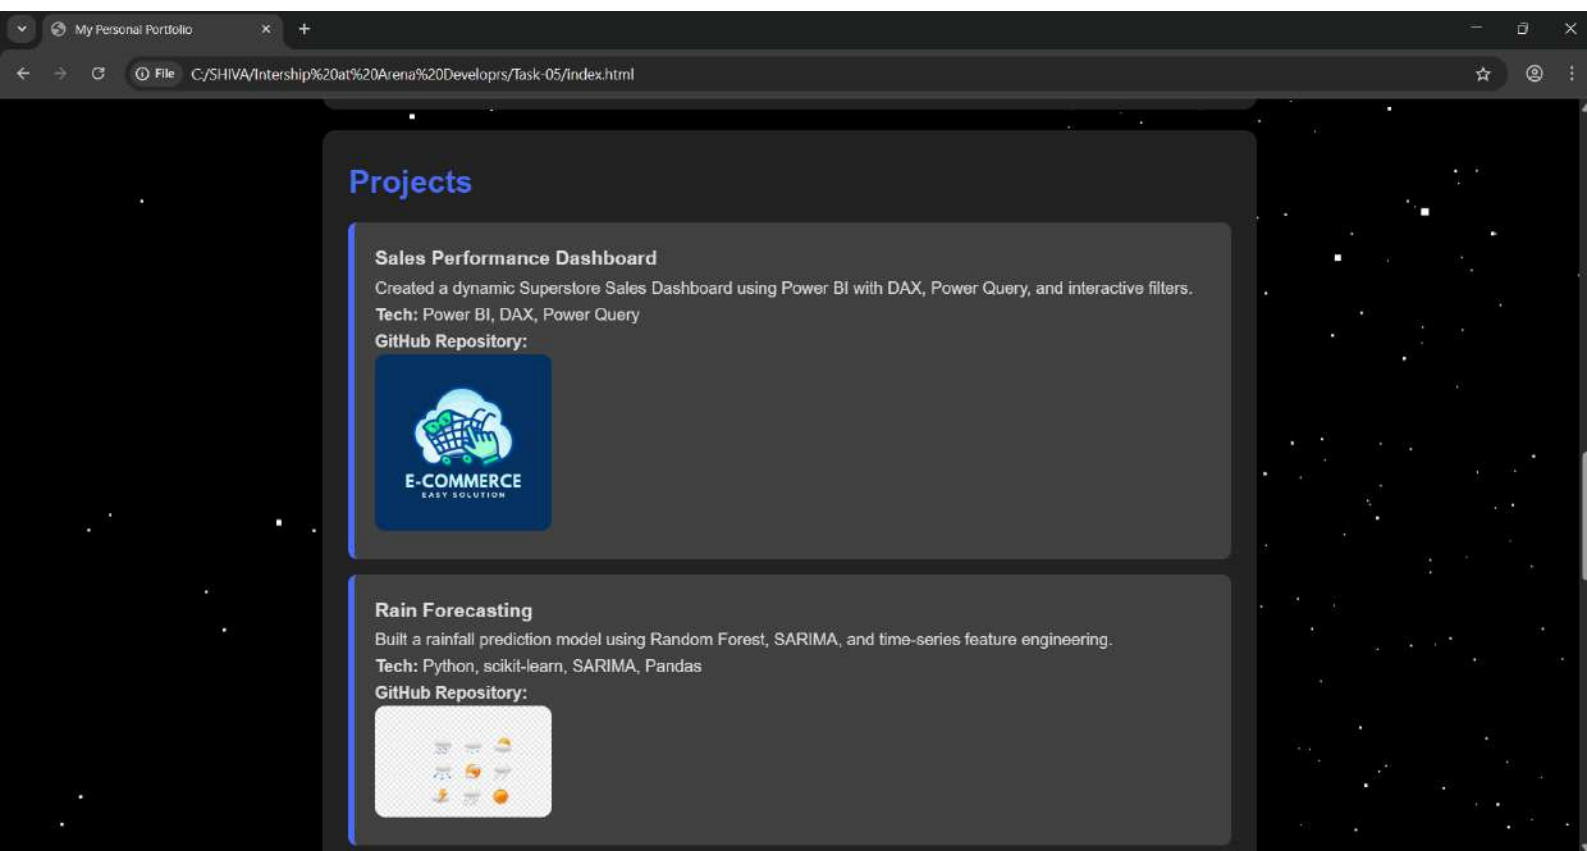 My Personal Portfolio
File C:/SHIVA/Intership%20at%20Arena%20Developrs/Task-05/index.html
Projects
Sales Performance Dashboard
Created a dynamic Superstore Sales Dashboard using Power BI with DAX, Power Query, and interactive filters.
Tech: Power BI, DAX, Power Query
GitHub Repository:
E-COMMERCE
EASY SOLUTION
Rain Forecasting
Built a rainfall prediction model using Random Forest, SARIMA, and time-series feature engineering.
Tech: Python, scikit-learn, SARIMA, Pandas
GitHub Repository: